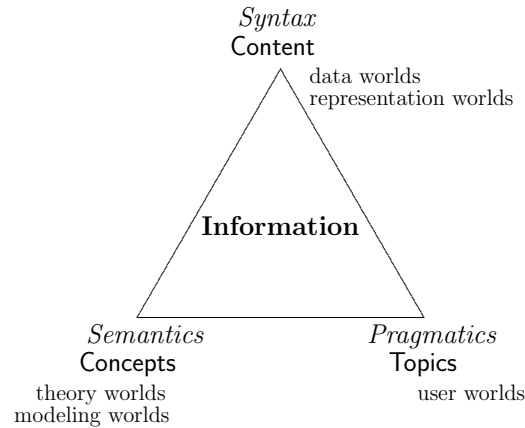 Syntax
Content
data worlds
representation worlds
Information
Semantics
Concepts
theory worlds
modeling worlds
Pragmatics
Topics
user worlds